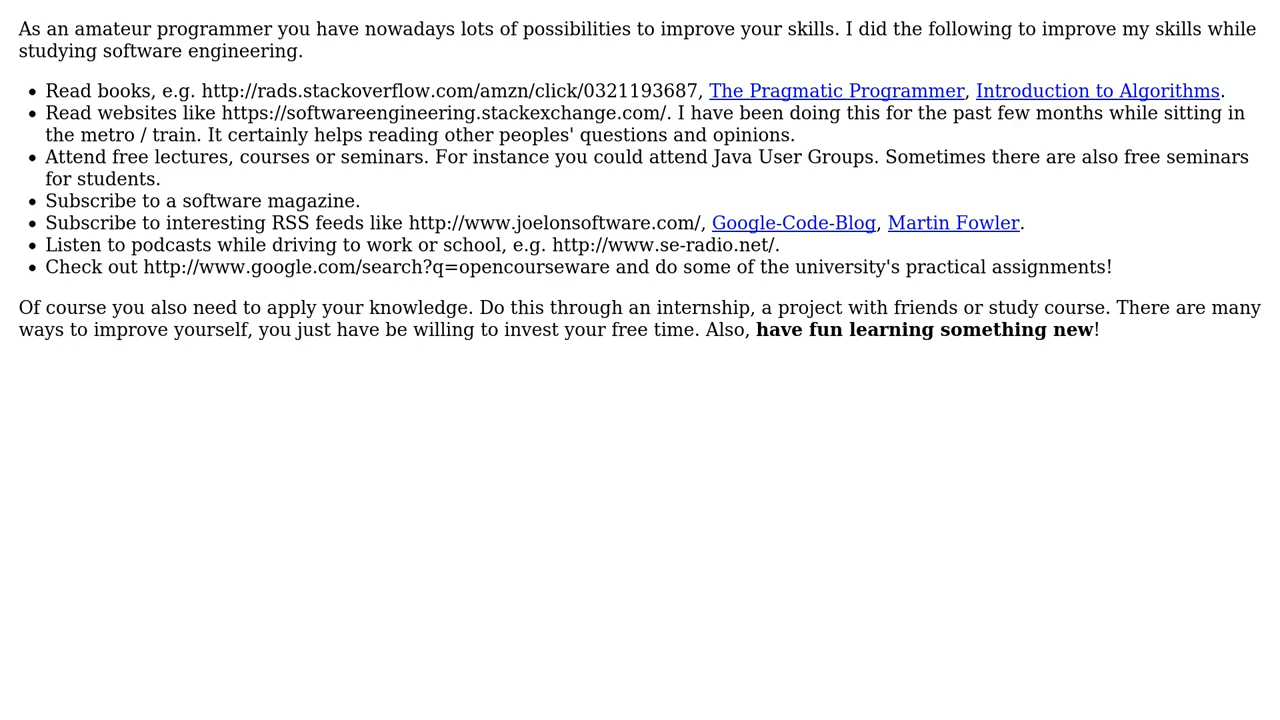 As an amateur programmer you have nowadays lots of possibilities to improve your skills. I did the following to improve my skills while
studying software engineering.
• Read books, e.g. http://rads.stackoverflow.com/amzn/click/0321193687, The Pragmatic Programmer, Introduction to Algorithms.
• Read websites like https://softwareengineering.stackexchange.com/. I have been doing this for the past few months while sitting in
the metro / train. It certainly helps reading other peoples' questions and opinions.
• Attend free lectures, courses or seminars. For instance you could attend Java User Groups. Sometimes there are also free seminars
for students.
• Subscribe to a software magazine.
• Subscribe to interesting RSS feeds like http://www.joelonsoftware.com/, Google-Code-Blog, Martin Fowler.
• Listen to podcasts while driving to work or school, e.g. http://www.se-radio.net/.
• Check out http://www.google.com/search?q=opencourseware and do some of the university's practical assignments!
Of course you also need to apply your knowledge. Do this through an internship, a project with friends or study course. There are many
ways to improve yourself, you just have be willing to invest your free time. Also, have fun learning something new!